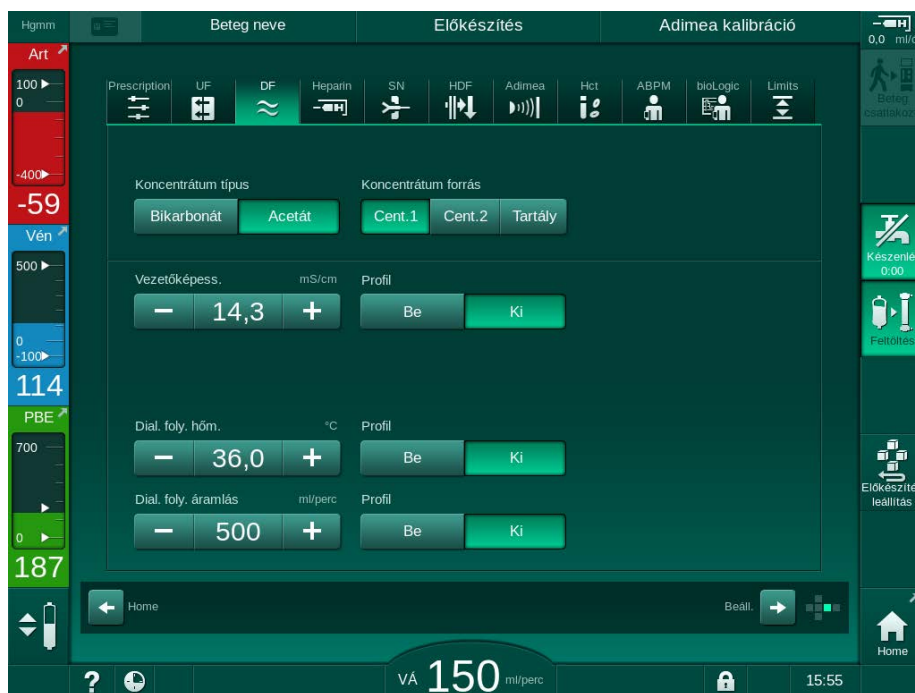 Hgmm
Beteg neve
Előkészítés
Adimea kalibráció
0,0 ml/
Art
100
0
-400
-59
Vén
500
0
-100
114
PBE
700
0
187
Prescription
UF
DF
Heparin
SN
HDF
Adimea
Hct
ABPM
bioLogic
Limits
Koncentrátum típus
Koncentrátum forrás
Bikarbonát
Acetát
Cent.1
Cent.2
Tartály
Vezetőképess.
mS/cm
Profil
− 14,3 +
Be
Ki
Dial. foly. hőm.
°C
Profil
− 36,0 +
Be
Ki
Dial. foly. áramlás
ml/perc
Profil
− 500 +
Be
Ki
Home
Beáll.
Beteg
csatlakoz
Készenlé
0:00
Feltöltés
Előkészíté
leállítás
Home
?
VÁ 150 ml/perc
15:55